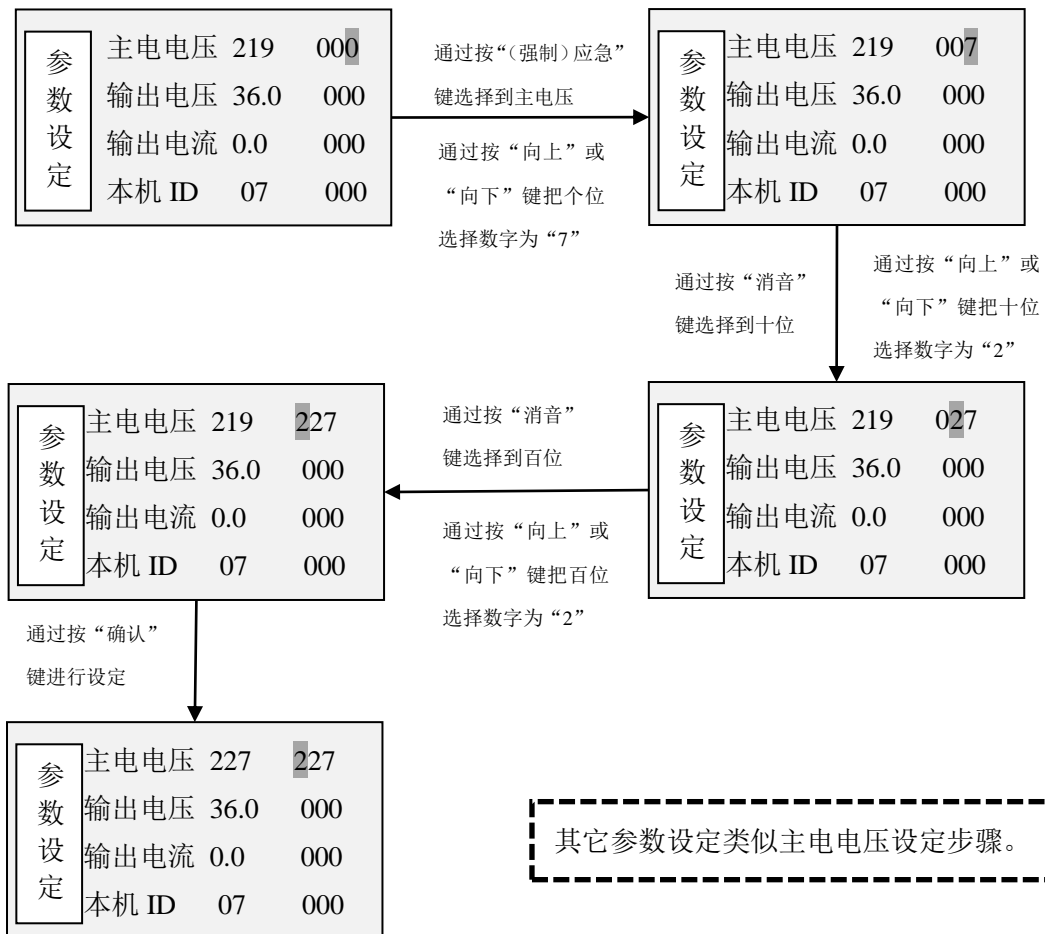 参数设定
主电电压 219 000
输出电压 36.0 000
输出电流 0.0 000
本机 ID 07 000
通过按“(强制）应急”
键选择到主电压
通过按“向上”或
“向下”键把个位
选择数字为“7”
参数设定
主电电压 219 007
输出电压 36.0 000
输出电流 0.0 000
本机 ID 07 000
通过按“消音”
键选择到十位
通过按“向上”或
“向下”键把十位
选择数字为“2”
参数设定
主电电压 219 027
输出电压 36.0 000
输出电流 0.0 000
本机 ID 07 000
通过按“消音”
键选择到百位
通过按“向上”或
“向下”键把百位
选择数字为“2”
参数设定
主电电压 219 227
输出电压 36.0 000
输出电流 0.0 000
本机 ID 07 000
通过按“确认”
键进行设定
参数设定
主电电压 227 227
输出电压 36.0 000
输出电流 0.0 000
本机 ID 07 000
其它参数设定类似主电电压设定步骤。